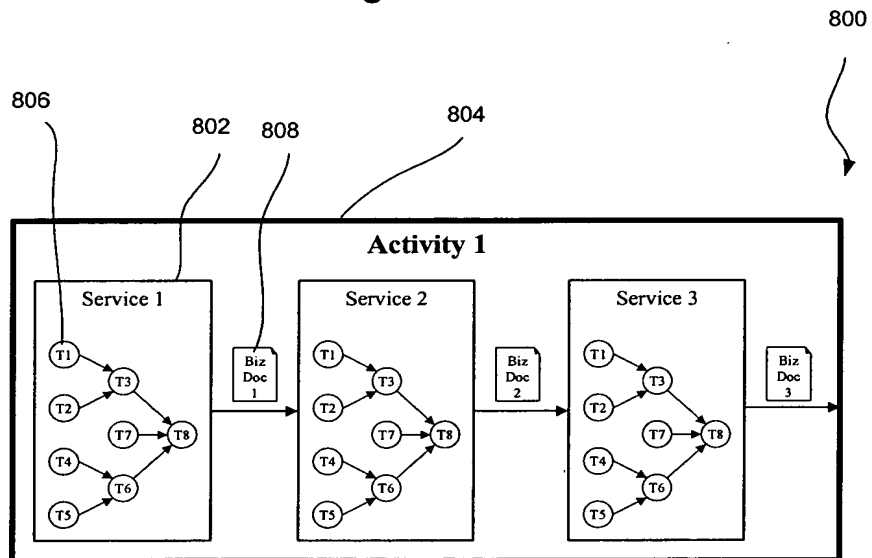 800
806
802
808
804
Activity 1
Service 1
T1
T2
T3
T7
T8
T4
T6
T5
Biz
Doc
1
Service 2
T1
T2
T3
T7
T8
T4
T6
T5
Biz
Doc
2
Service 3
T1
T2
T3
T7
T8
T4
T6
T5
Biz
Doc
3